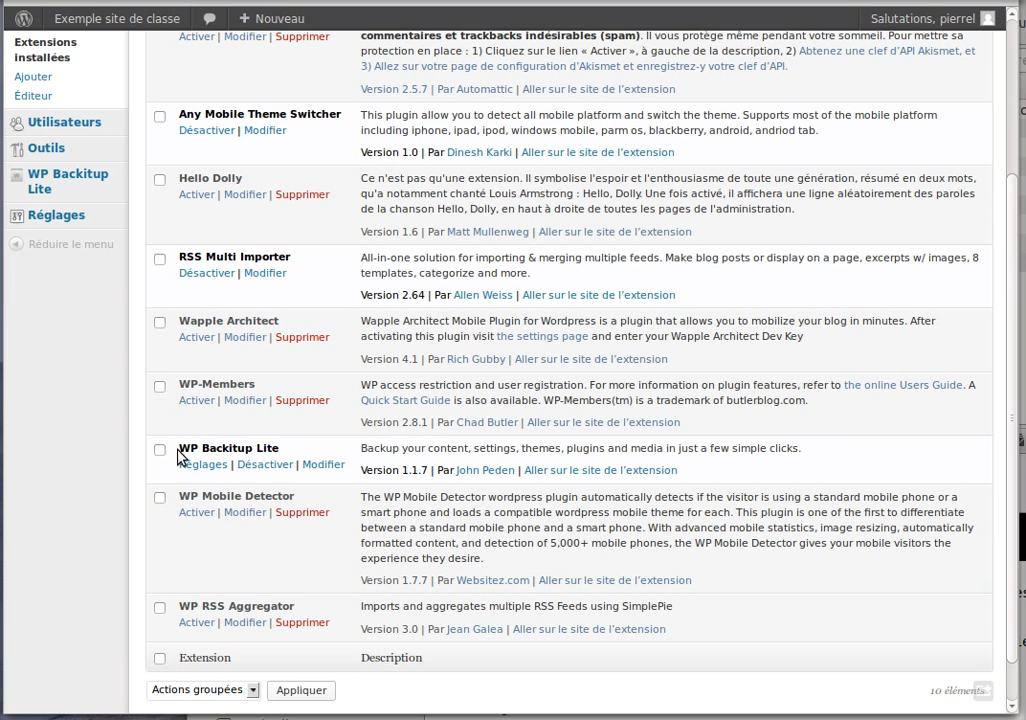 Exemple site de classe + Nouveau Salutations, pierrel
Extensions
installées
Ajouter
Éditeur
Utilisateurs
Outils
WP Backitup
Lite
Réglages
Réduire le menu
Activer | Modifier | Supprimer
commentaires et trackbacks indésirables (spam). Il vous protège même pendant votre sommeil. Pour mettre sa
protection en place : 1) Cliquez sur le lien « Activer », à gauche de la description, 2) Abtenez une clef d'API Akismet, et
3) Allez sur votre page de configuration d'Akismet et enregistrez-y votre clef d'API.
Version 2.5.7 | Par Automattic | Aller sur le site de l'extension
Any Mobile Theme Switcher
Désactiver | Modifier
This plugin allow you to detect all mobile platform and switch the theme. Supports most of the mobile platform
including iphone, ipad, ipod, windows mobile, parm os, blackberry, android, andriod tab.
Version 1.0 | Par Dinesh Karki | Aller sur le site de l'extension
Hello Dolly
Activer | Modifier | Supprimer
Ce n'est pas qu'une extension. Il symbolise l'espoir et l'enthousiasme de toute une génération, résumé en deux mots,
qu'a notamment chanté Louis Armstrong : Hello, Dolly. Une fois activé, il affichera une ligne aléatoirement des paroles
de la chanson Hello, Dolly, en haut à droite de toutes les pages de l'administration.
Version 1.6 | Par Matt Mullenweg | Aller sur le site de l'extension
RSS Multi Importer
Désactiver | Modifier
All-in-one solution for importing & merging multiple feeds. Make blog posts or display on a page, excerpts w/ images, 8
templates, categorize and more.
Version 2.64 | Par Allen Weiss | Aller sur le site de l'extension
Wapple Architect
Activer | Modifier | Supprimer
Wapple Architect Mobile Plugin for Wordpress is a plugin that allows you to mobilize your blog in minutes. After
activating this plugin visit the settings page and enter your Wapple Architect Dev Key
Version 4.1 | Par Rich Gubby | Aller sur le site de l'extension
WP-Members
Activer | Modifier | Supprimer
WP access restriction and user registration. For more information on plugin features, refer to the online Users Guide. A
Quick Start Guide is also available. WP-Members(tm) is a trademark of butlerblog.com.
Version 2.8.1 | Par Chad Butler | Aller sur le site de l'extension
WP Backitup Lite
Réglages | Désactiver | Modifier
Backup your content, settings, themes, plugins and media in just a few simple clicks.
Version 1.1.7 | Par John Peden | Aller sur le site de l'extension
WP Mobile Detector
Activer | Modifier | Supprimer
The WP Mobile Detector wordpress plugin automatically detects if the visitor is using a standard mobile phone or a
smart phone and loads a compatible wordpress mobile theme for each. This plugin is one of the first to differentiate
between a standard mobile phone and a smart phone. With advanced mobile statistics, image resizing, automatically
formatted content, and detection of 5,000+ mobile phones, the WP Mobile Detector gives your mobile visitors the
experience they desire.
Version 1.7.7 | Par Websitez.com | Aller sur le site de l'extension
WP RSS Aggregator
Activer | Modifier | Supprimer
Imports and aggregates multiple RSS Feeds using SimplePie
Version 3.0 | Par Jean Galea | Aller sur le site de l'extension
Extension Description
Actions groupées Appliquer 10 éléments